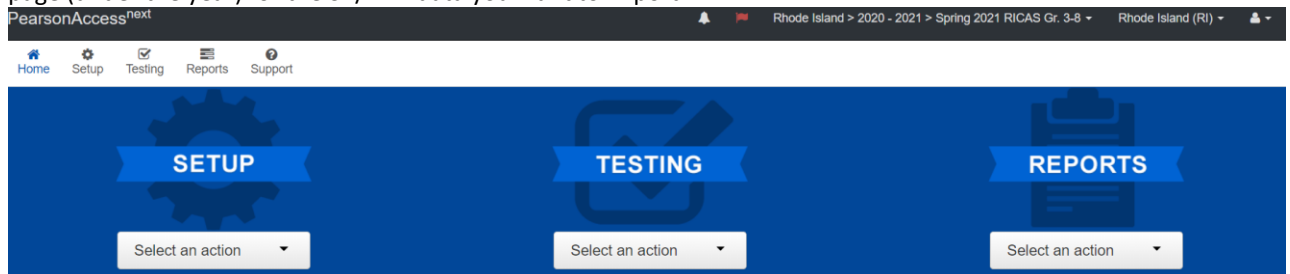 PearsonAccessnext
Rhode Island > 2020 - 2021 > Spring 2021 RICAS Gr. 3-8
Rhode Island (RI)
Home Setup Testing Reports Support
SETUP TESTING REPORTS
Select an action Select an action Select an action